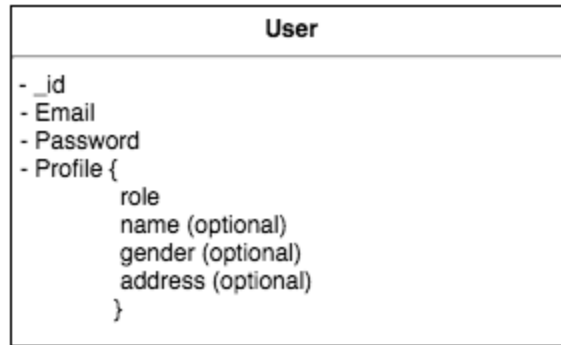 User
- _id
- Email
- Password
- Profile {
role
name (optional)
gender (optional)
address (optional)
}